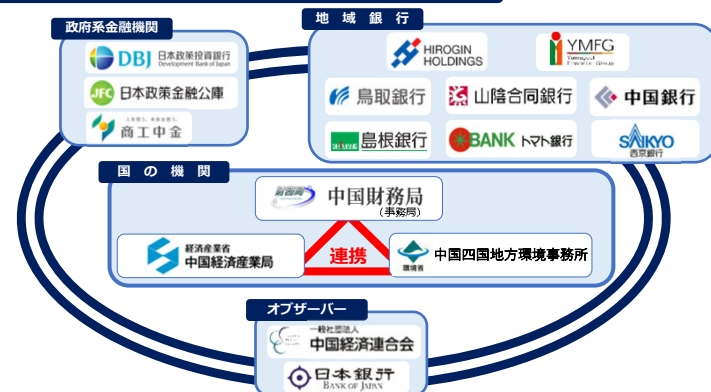 政府系金融機関
DBJ 日本政策投資銀行
Development Bank of Japan
JFC 日本政策金融公庫
商工中金
地域銀行
HIROGIN
HOLDINGS
YMFG
鳥取銀行
山陰合同銀行
中国銀行
島根銀行
BANK トマト銀行
SAIKYO
西京銀行
国の機関
中国財務局
(事務局)
経済産業省
中国経済産業局
連携
環境省
中国四国地方環境事務所
オブザーバー
一般社団法人
中国経済連合会
日本銀行
BANK OF JAPAN